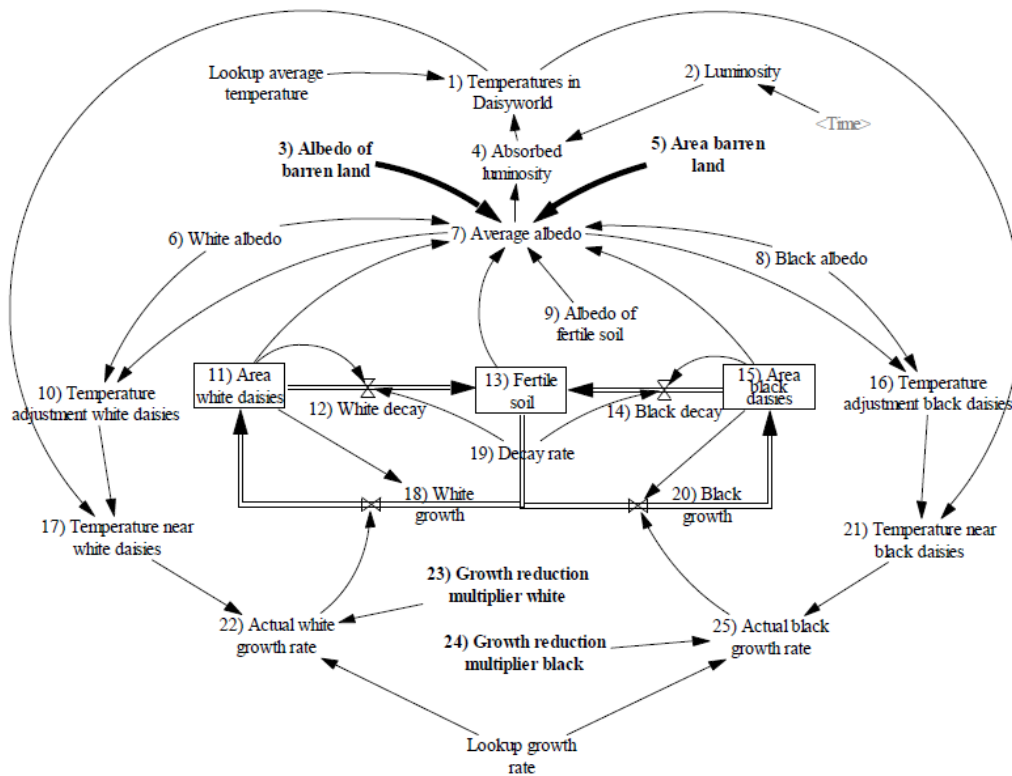 Lookup average
temperature
1) Temperatures in
Daisyworld
2) Luminosity
<Time>
3) Albedo of
barren land
4) Absorbed
luminosity
5) Area barren
land
6) White albedo
7) Average albedo
8) Black albedo
9) Albedo of
fertile soil
10) Temperature
adjustment white daisies
11) Area
white daisies
12) White decay
13) Fertile
soil
14) Black decay
15) Area
black
daisies
16) Temperature
adjustment black daisies
19) Decay rate
17) Temperature near
white daisies
18) White
growth
20) Black
growth
21) Temperature near
black daisies
22) Actual white
growth rate
23) Growth reduction
multiplier white
24) Growth reduction
multiplier black
25) Actual black
growth rate
Lookup growth
rate